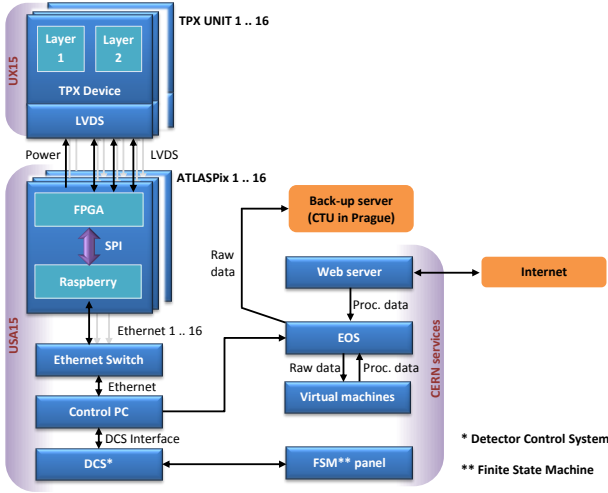 TPX UNIT 1 .. 16
UX15
Layer
1
Layer
2
TPX Device
LVDS
Power
LVDS
ATLASPix 1 .. 16
USA15
FPGA
SPI
Raspberry
Ethernet 1 .. 16
Ethernet Switch
Ethernet
Control PC
DCS Interface
DCS*
Back-up server
(CTU in Prague)
Raw
data
Web server
Internet
Proc. data
EOS
Raw data
Proc. data
Virtual machines
CERN services
FSM** panel
* Detector Control System
** Finite State Machine